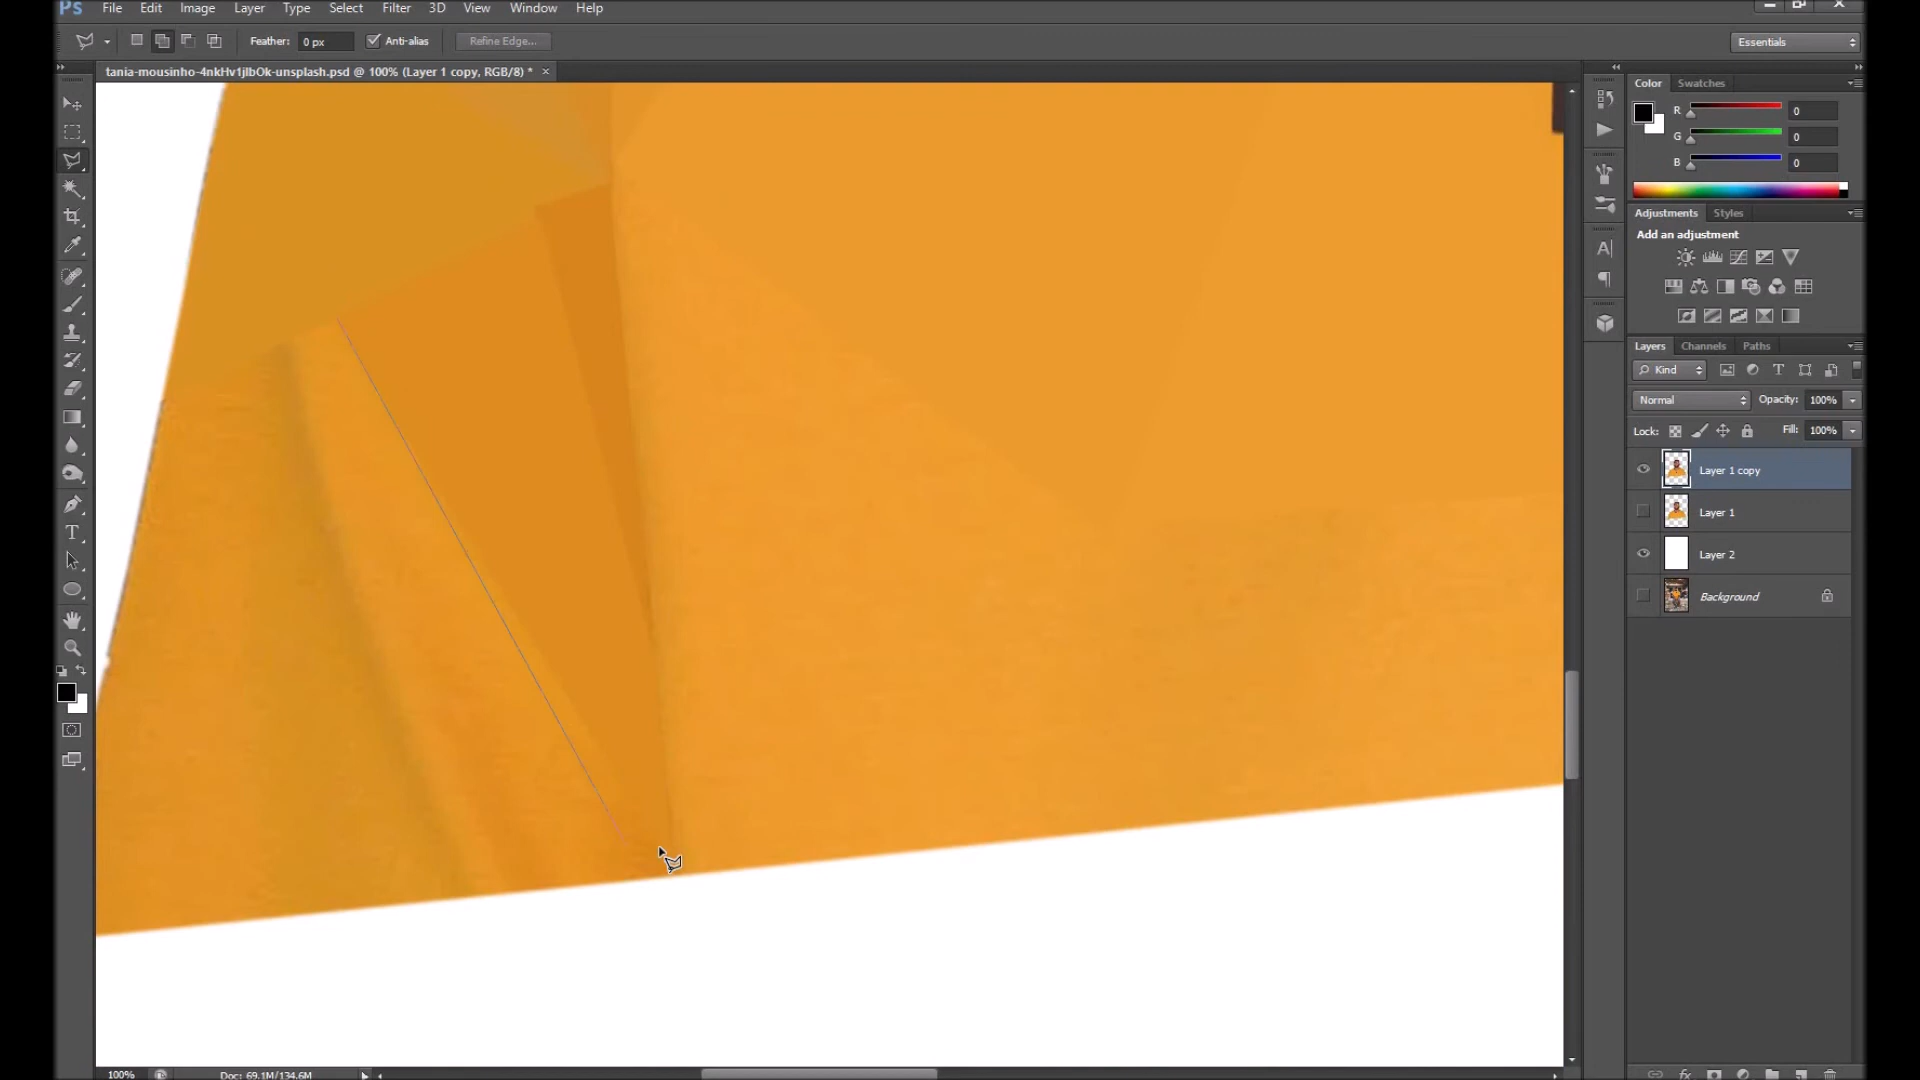 Ps File Edit Image Layer Type Select Filter 3D View Window Help
Feather: 0 px Anti-alias Refine Edge... Essentials
tania-mousinho-4nkHv1jlbOk-unsplash.psd @ 100% (Layer 1 copy, RGB/8) *
Color Swatches
R 0
G 0
B 0
Adjustments Styles
Add an adjustment
Layers Channels Paths
Kind
Normal Opacity: 100%
Lock: Fill: 100%
Layer 1 copy
Layer 1
Layer 2
Background
100% Doc: 69.1M/134.6M